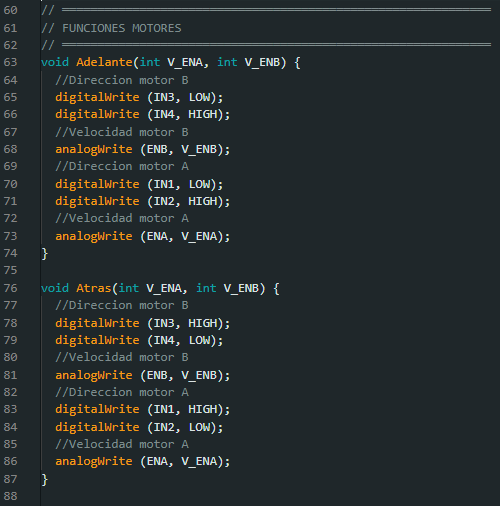 60 // ══════════════════════════════════════════════════════════════
61 // FUNCIONES MOTORES
62 // ══════════════════════════════════════════════════════════════
63 void Adelante(int V_ENA, int V_ENB) {
64   //Direccion motor B
65   digitalWrite (IN3, LOW);
66   digitalWrite (IN4, HIGH);
67   //Velocidad motor B
68   analogWrite (ENB, V_ENB);
69   //Direccion motor A
70   digitalWrite (IN1, LOW);
71   digitalWrite (IN2, HIGH);
72   //Velocidad motor A
73   analogWrite (ENA, V_ENA);
74 }
75
76 void Atras(int V_ENA, int V_ENB) {
77   //Direccion motor B
78   digitalWrite (IN3, HIGH);
79   digitalWrite (IN4, LOW);
80   //Velocidad motor B
81   analogWrite (ENB, V_ENB);
82   //Direccion motor A
83   digitalWrite (IN1, HIGH);
84   digitalWrite (IN2, LOW);
85   //Velocidad motor A
86   analogWrite (ENA, V_ENA);
87 }
88